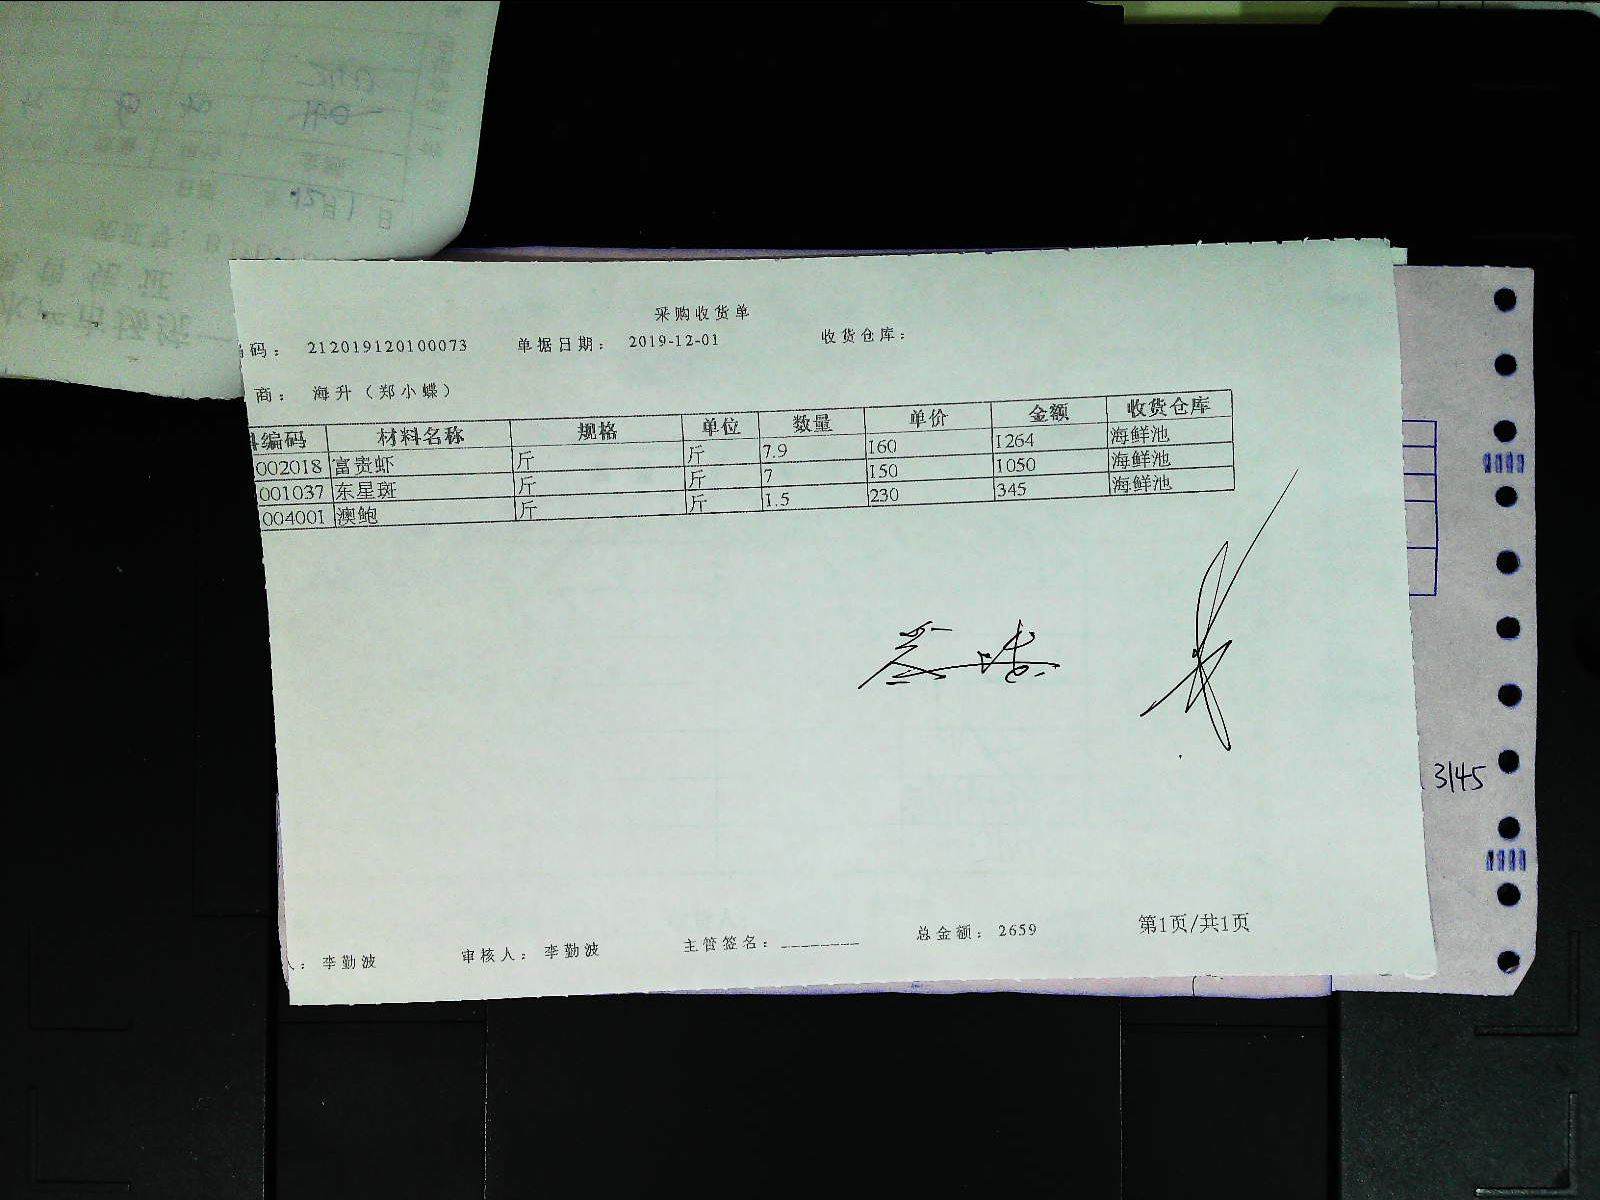 采购收货单
码： 212019120100073 单据日期： 2019-12-01 收货仓库：
商： 海升（郑小蝶）
编码 材料名称 规格 单位 数量 单价 金额 收货仓库
002018 富贵虾 斤 斤 7.9 160 1264 海鲜池
001037 东星斑 斤 斤 7 150 1050 海鲜池
004001 澳鲍 斤 斤 1.5 230 345 海鲜池
3145
： 李勤波 审核人： 李勤波 主管签名：________ 总金额： 2659 第1页/共1页